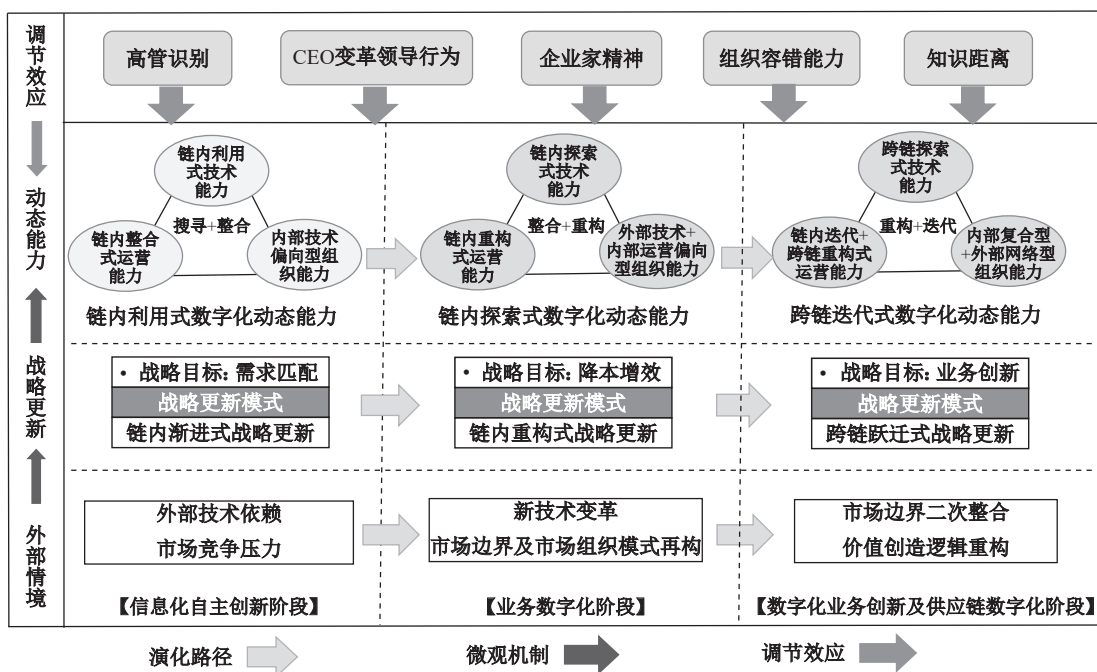 调节效应
高管识别
CEO变革领导行为
企业家精神
组织容错能力
知识距离
动态能力
链内利用
式技术
能力
搜寻+整合
链内整合
式运营
能力
内部技术
偏向型组
织能力
链内利用式数字化动态能力
链内探索
式技术
能力
整合+重构
链内重构
式运营
能力
外部技术+
内部运营偏向
型组织能力
链内探索式数字化动态能力
跨链探索
式技术
能力
重构+迭代
链内迭代+
跨链重构式
运营能力
内部复合型
+外部网络型
组织能力
跨链迭代式数字化动态能力
战略更新
· 战略目标：需求匹配
战略更新模式
链内渐进式战略更新
· 战略目标：降本增效
战略更新模式
链内重构式战略更新
· 战略目标：业务创新
战略更新模式
跨链跃迁式战略更新
外部情境
外部技术依赖
市场竞争压力
新技术变革
市场边界及市场组织模式再构
市场边界二次整合
价值创造逻辑重构
【信息化自主创新阶段】
【业务数字化阶段】
【数字化业务创新及供应链数字化阶段】
演化路径
微观机制
调节效应